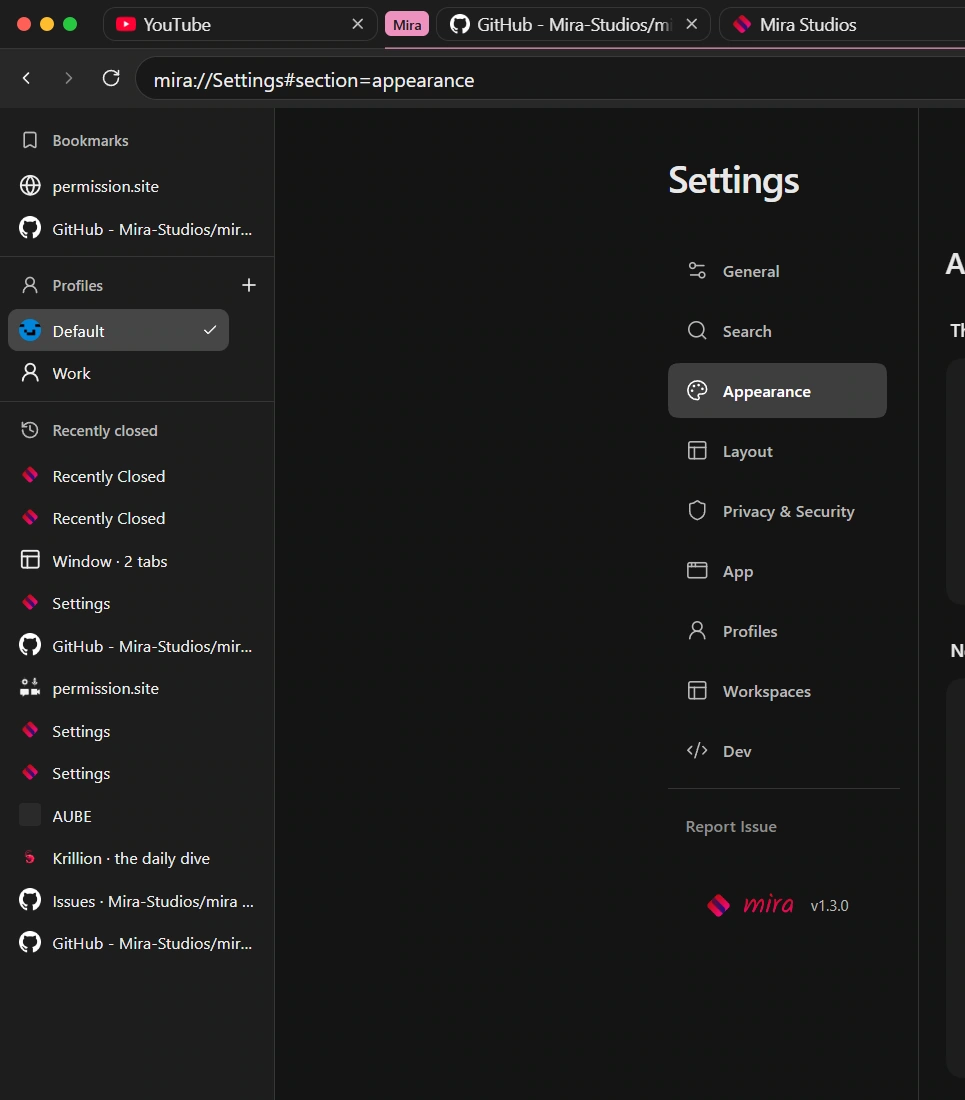 YouTube
Mira
GitHub - Mira-Studios/mi
Mira Studios
mira://Settings#section=appearance
Bookmarks
permission.site
GitHub - Mira-Studios/mir...
Profiles
Default
Work
Recently closed
Recently Closed
Recently Closed
Window · 2 tabs
Settings
GitHub - Mira-Studios/mir...
permission.site
Settings
Settings
AUBE
Krillion · the daily dive
Issues · Mira-Studios/mira ...
GitHub - Mira-Studios/mir...
Settings
General
Search
Appearance
Layout
Privacy & Security
App
Profiles
Workspaces
Dev
Report Issue
mira v1.3.0